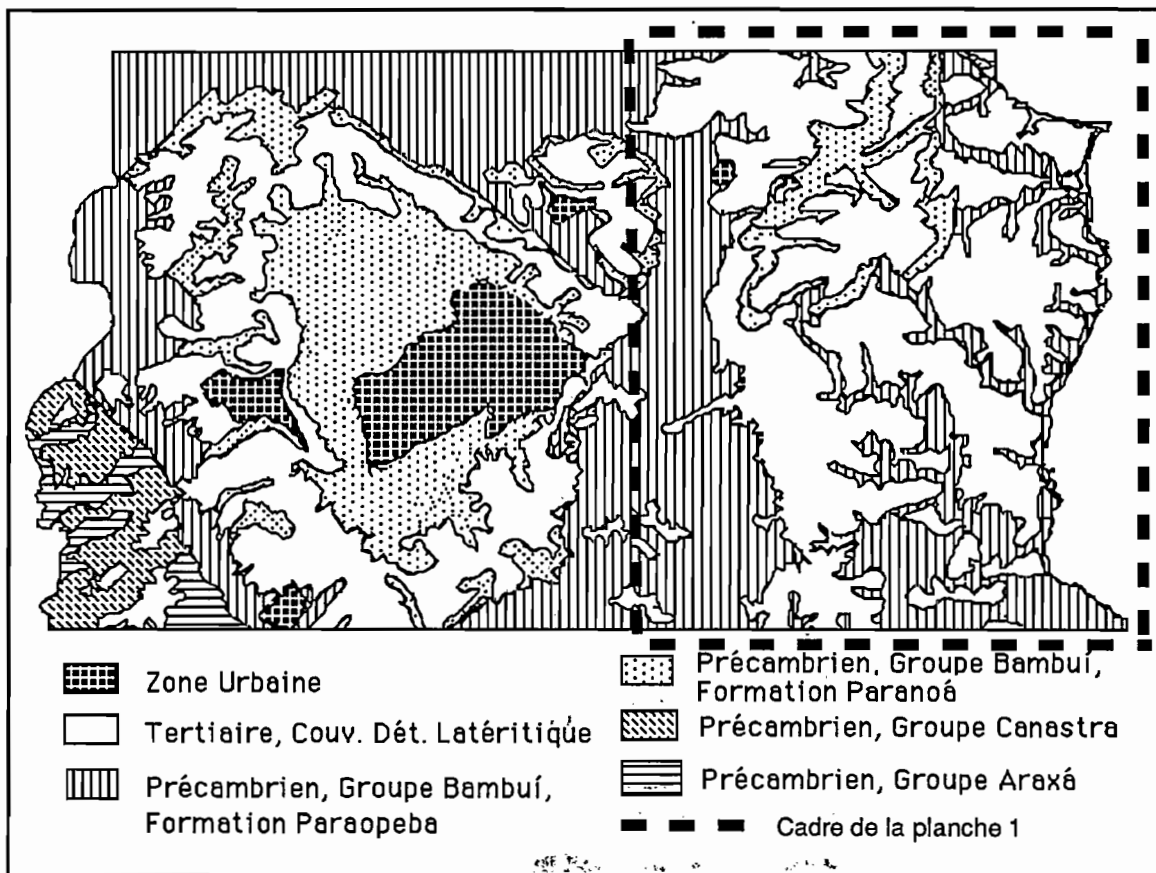 Zone Urbaine
Tertiaire, Couv. Dét. Latéritique
Précambrien, Groupe Bambuí,
Formation Paraopeba
Précambrien, Groupe Bambuí,
Formation Paranoá
Précambrien, Groupe Canastra
Précambrien, Groupe Araxá
Cadre de la planche 1